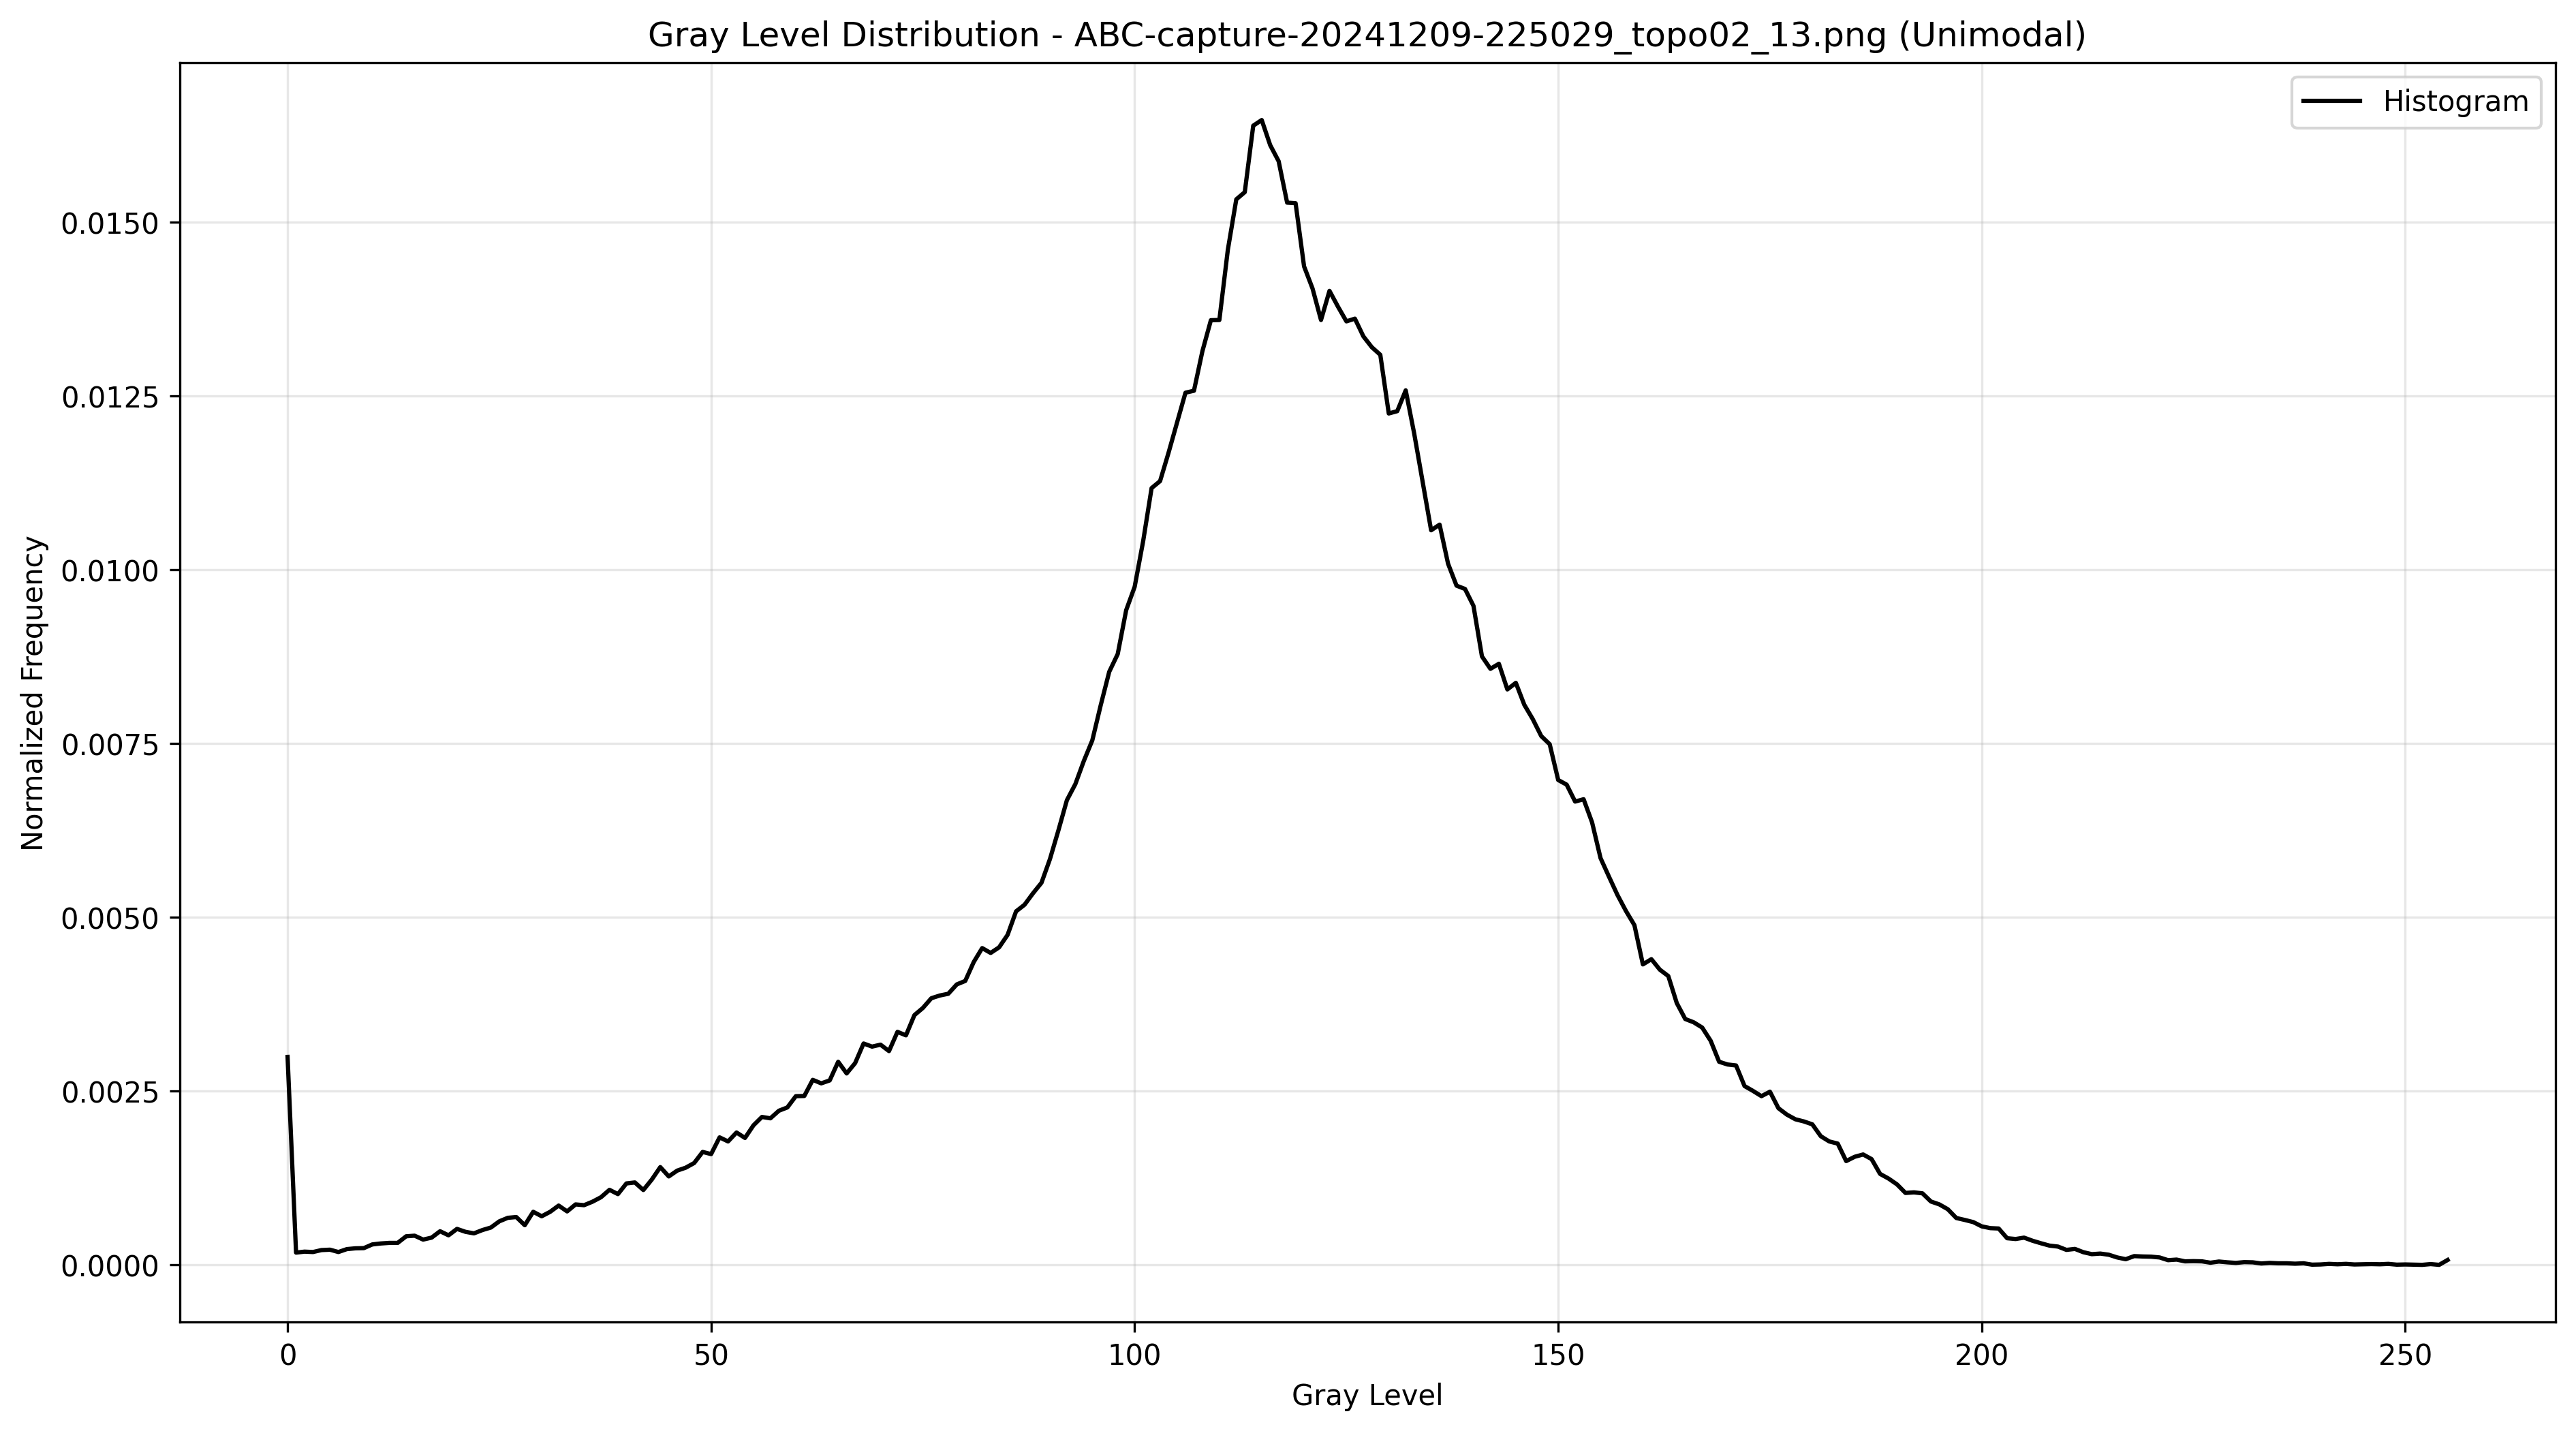 Gray Level Distribution - ABC-capture-20241209-225029_topo02_13.png (Unimodal)
Histogram
Normalized Frequency
0.0150
0.0125
0.0100
0.0075
0.0050
0.0025
0.0000
0 50 100 150 200 250
Gray Level